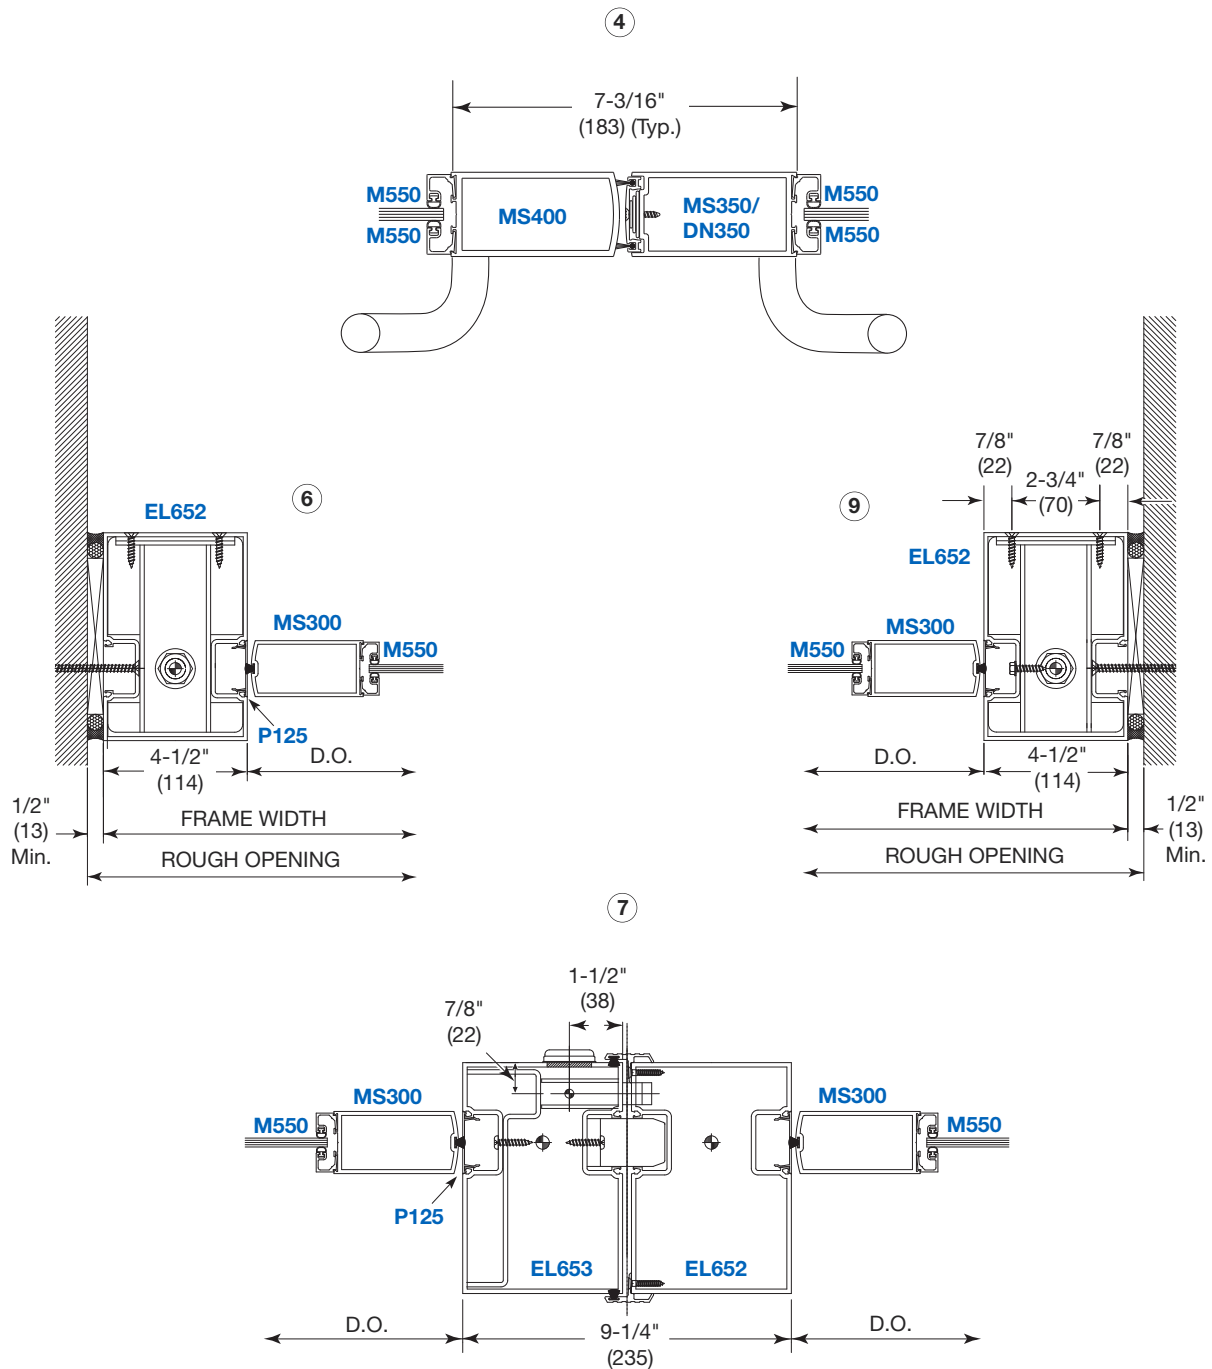 4
7-3/16"
(183) (Typ.)
M550
M550
MS400
MS350/
DN350
M550
M550
6
EL652
MS300
M550
P125
4-1/2"
(114)
D.O.
1/2"
(13)
Min.
FRAME WIDTH
ROUGH OPENING
9
7/8"
(22)
2-3/4"
(70)
7/8"
(22)
EL652
MS300
M550
D.O.
4-1/2"
(114)
FRAME WIDTH
1/2"
(13)
Min.
ROUGH OPENING
7
1-1/2"
(38)
7/8"
(22)
MS300
M550
MS300
M550
P125
EL653
EL652
D.O.
9-1/4"
(235)
D.O.